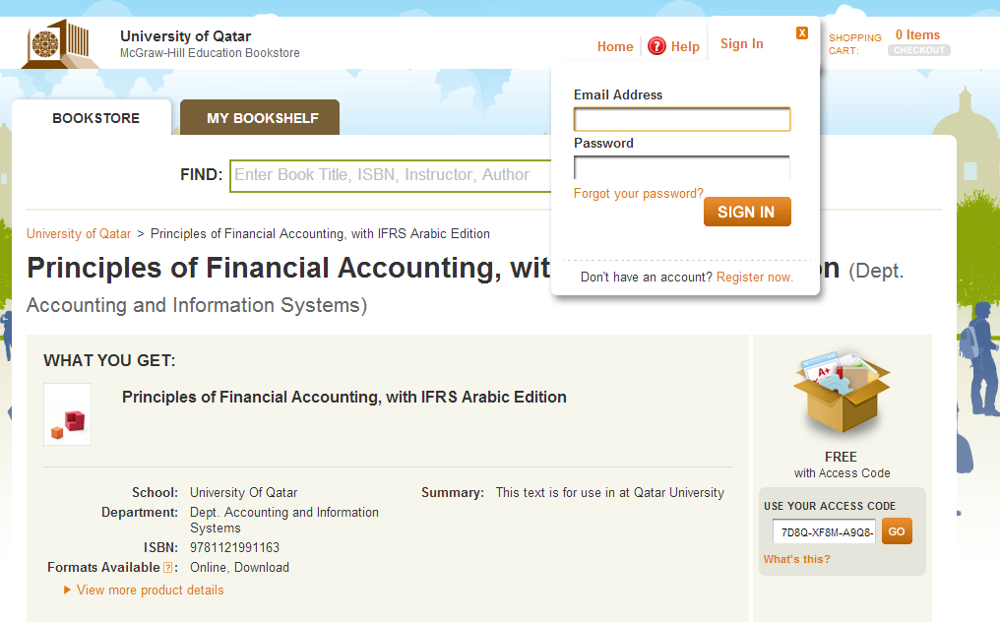 University of Qatar
McGraw-Hill Education Bookstore
Home
? Help
Sign In
X
SHOPPING
CART:
0 Items
CHECKOUT
Email Address
Password
Forgot your password?
SIGN IN
Don't have an account? Register now.
BOOKSTORE
MY BOOKSHELF
FIND: Enter Book Title, ISBN, Instructor, Author
University of Qatar > Principles of Financial Accounting, with IFRS Arabic Edition
Principles of Financial Accounting, wit n (Dept.
Accounting and Information Systems)
WHAT YOU GET:
Principles of Financial Accounting, with IFRS Arabic Edition
School: University Of Qatar
Department: Dept. Accounting and Information
Systems
ISBN: 9781121991163
Formats Available ?: Online, Download
View more product details
Summary: This text is for use in at Qatar University
A+
FREE
with Access Code
USE YOUR ACCESS CODE
7D8Q-XF8M-A9Q8- GO
What's this?